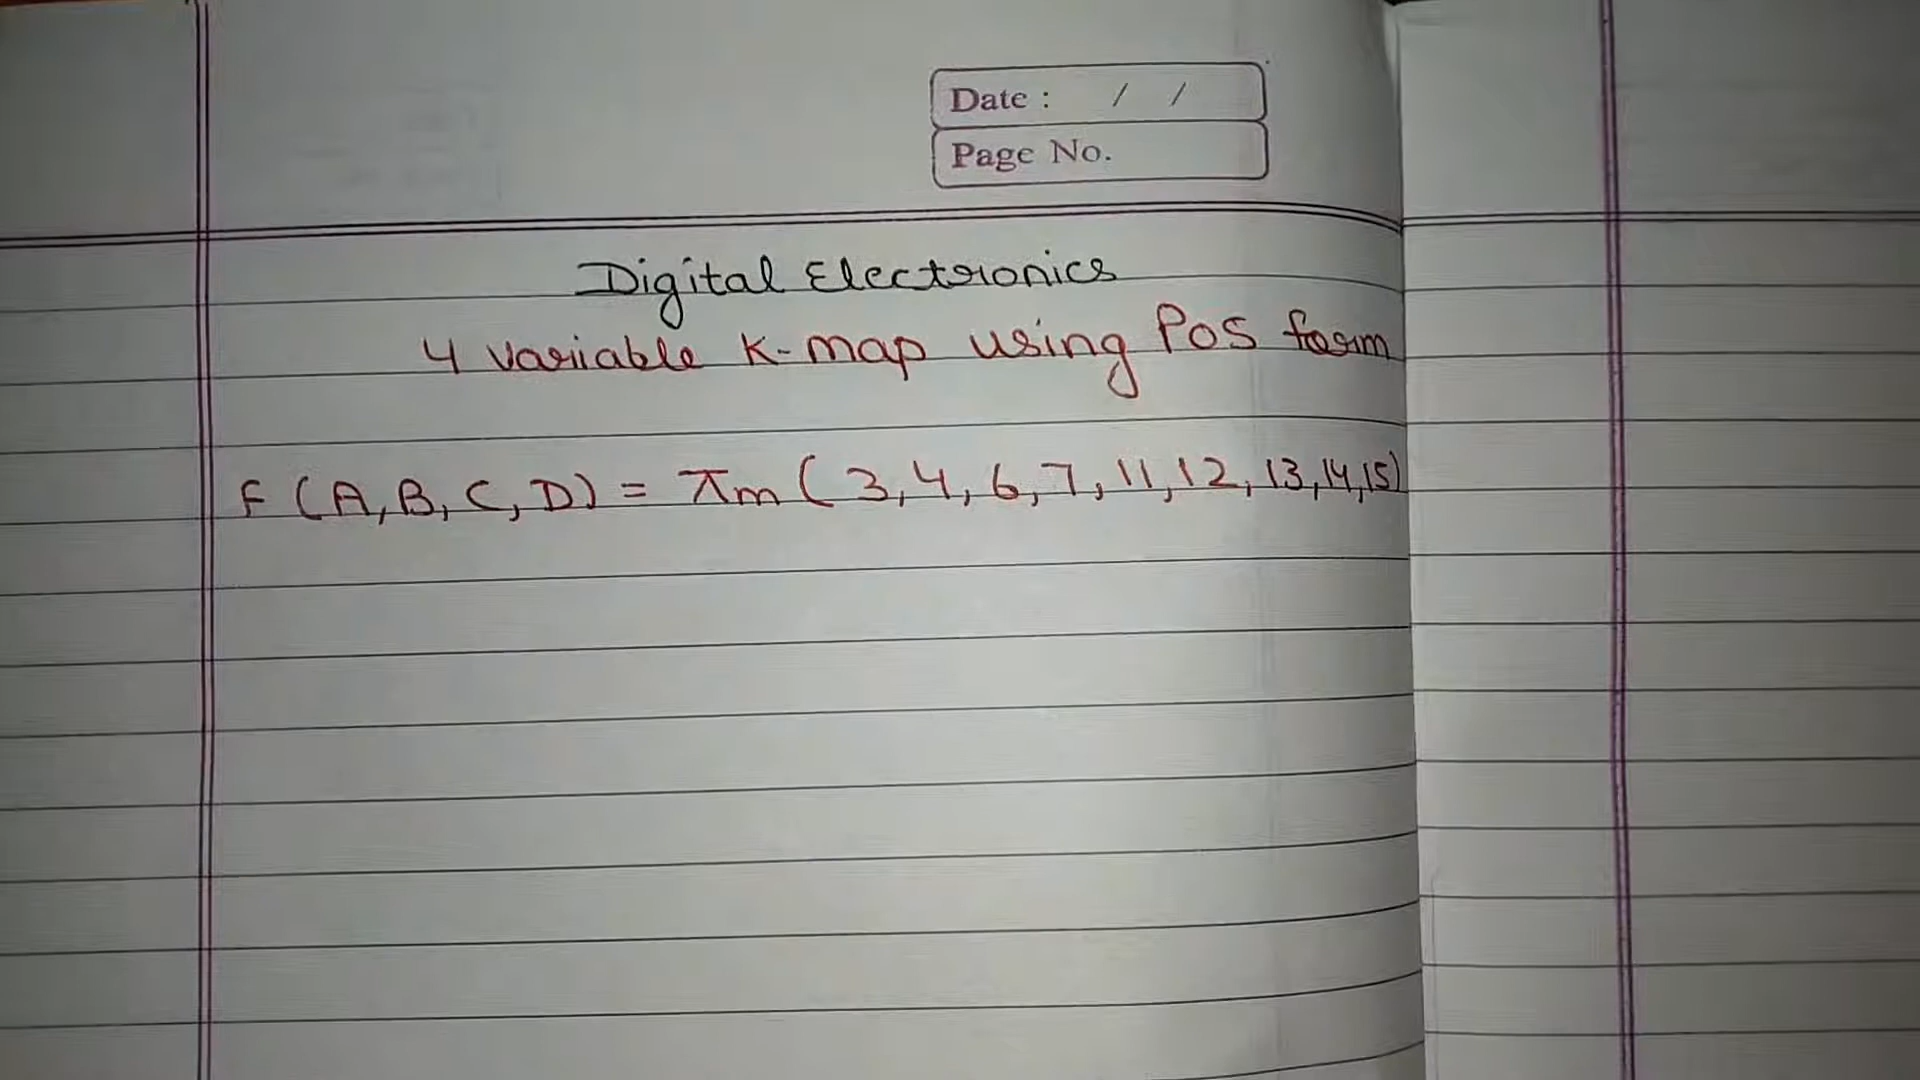 Date : / /
Page No.
Digital Electronics
4 variable K-map using POS form
F (A, B, C, D) = πm ( 3, 4, 6, 7, 11, 12, 13, 14, 15)